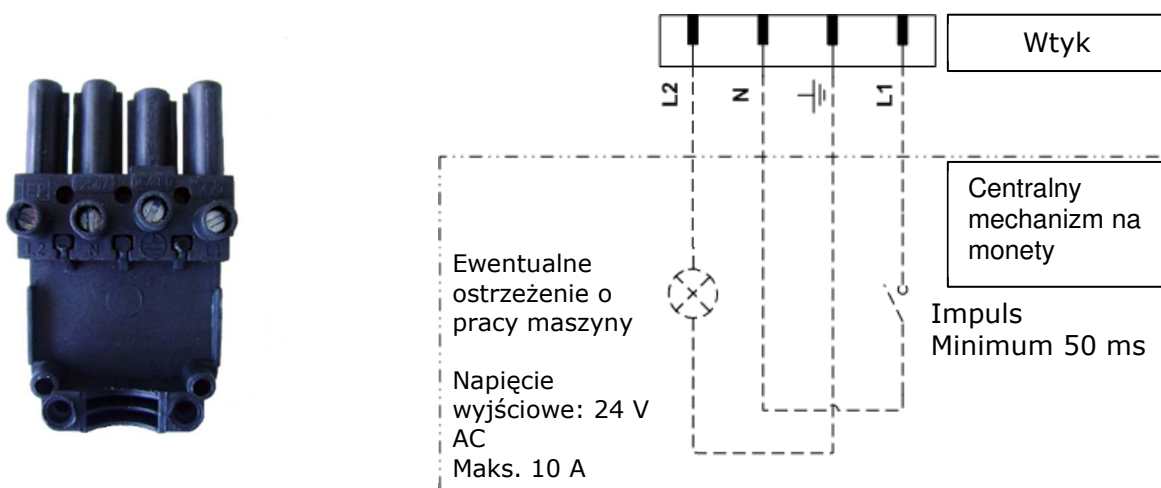 Wtyk
L2
N
L1
Centralny
mechanizm na
monety
Ewentualne
ostrzeżenie o
pracy maszyny
Impuls
Minimum 50 ms
Napięcie
wyjściowe: 24 V
AC
Maks. 10 A
N